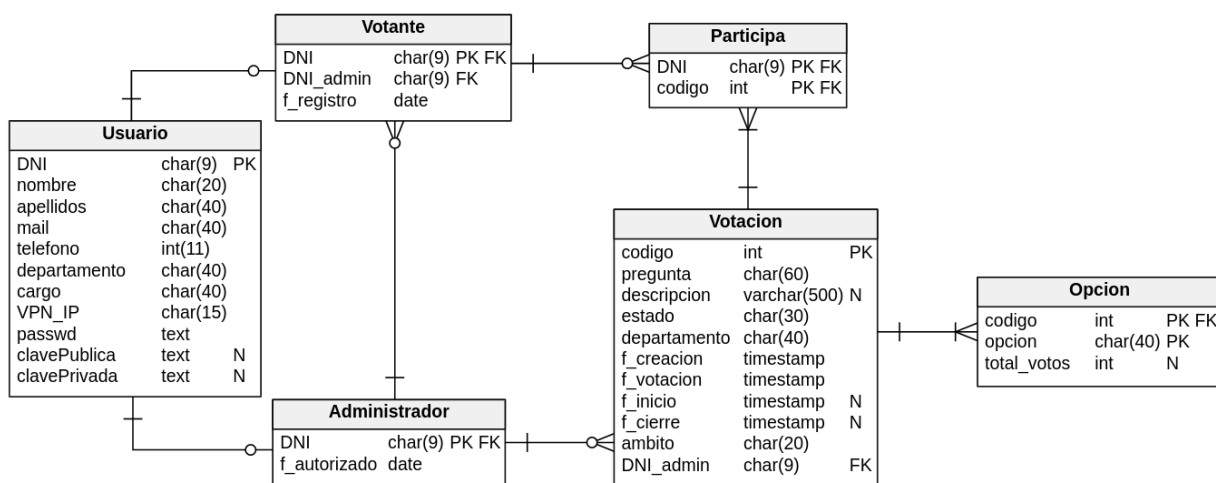 Votante
DNI char(9) PK FK
DNI_admin char(9) FK
f_registro date
Participa
DNI char(9) PK FK
codigo int PK FK
Usuario
DNI char(9) PK
nombre char(20)
apellidos char(40)
mail char(40)
telefono int(11)
departamento char(40)
cargo char(40)
VPN_IP char(15)
passwd text
clavePublica text N
clavePrivada text N
Votacion
codigo int PK
pregunta char(60)
descripcion varchar(500) N
estado char(30)
departamento char(40)
f_creacion timestamp
f_votacion timestamp
f_inicio timestamp N
f_cierre timestamp N
ambito char(20)
DNI_admin char(9) FK
Opcion
codigo int PK FK
opcion char(40) PK
total_votos int N
Administrador
DNI char(9) PK FK
f_autorizado date